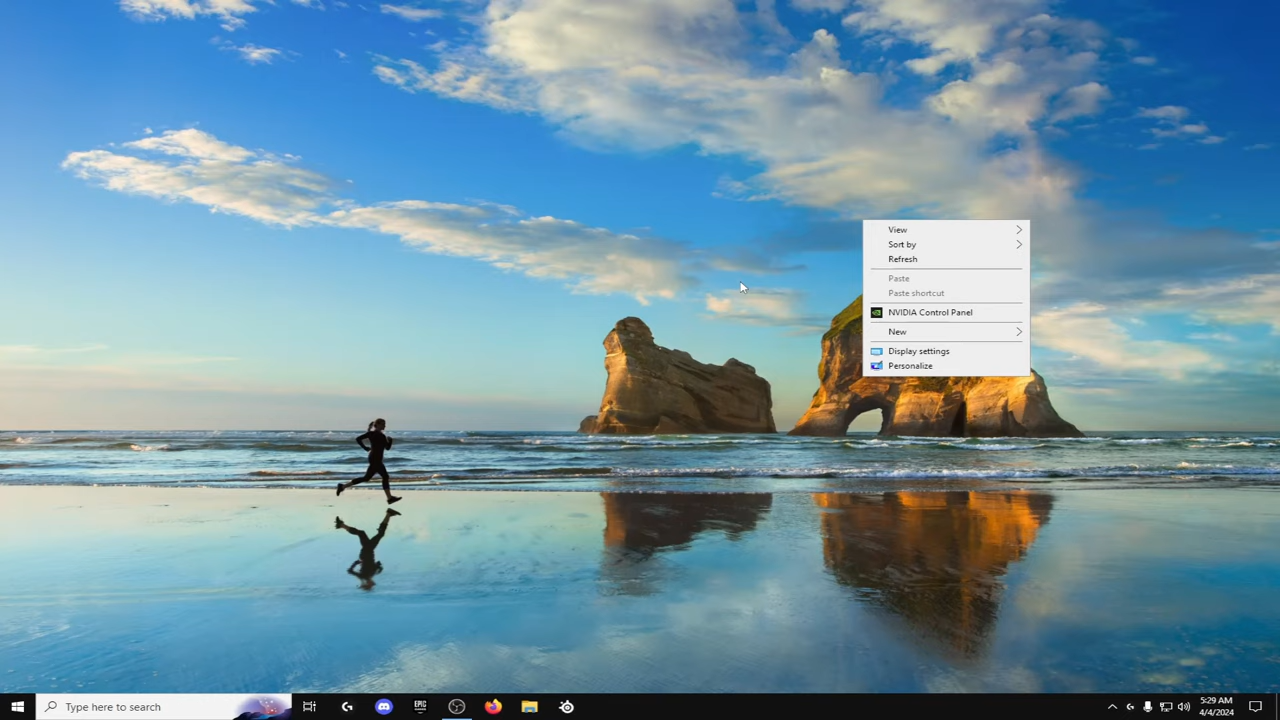 View
Sort by
Refresh
Paste
Paste shortcut
NVIDIA Control Panel
New
Display settings
Personalize
Type here to search
EPIC
5:29 AM
4/4/2024